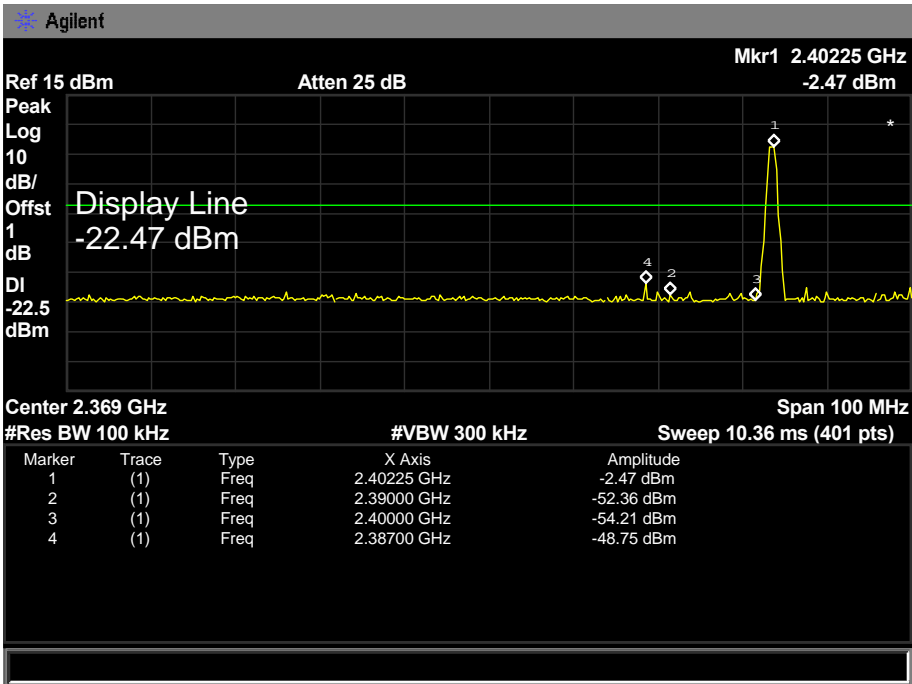 Agilent
Mkr1 2.40225 GHz
Ref 15 dBm Atten 25 dB -2.47 dBm
Peak
Log
10
dB/
Offst
1
dB
DI
-22.5
dBm
Display Line
-22.47 dBm
1
*
4
2
3
Center 2.369 GHz Span 100 MHz
#Res BW 100 kHz #VBW 300 kHz Sweep 10.36 ms (401 pts)
Marker Trace Type X Axis Amplitude
1 (1) Freq 2.40225 GHz -2.47 dBm
2 (1) Freq 2.39000 GHz -52.36 dBm
3 (1) Freq 2.40000 GHz -54.21 dBm
4 (1) Freq 2.38700 GHz -48.75 dBm